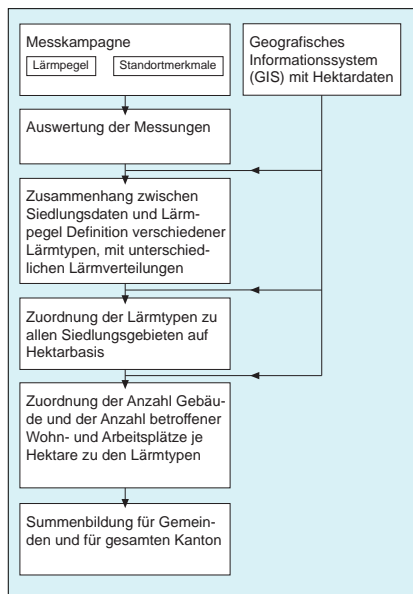 Messkampagne
Lärmpegel
Standortmerkmale
Geografisches
Informationssystem
(GIS) mit Hektardaten
Auswertung der Messungen
Zusammenhang zwischen
Siedlungsdaten und Lärm-
pegel Definition verschiedener
Lärmtypen, mit unterschied-
lichen Lärmverteilungen
Zuordnung der Lärmtypen zu
allen Siedlungsgebieten auf
Hektarbasis
Zuordnung der Anzahl Gebäu-
de und der Anzahl betroffener
Wohn- und Arbeitsplätze je
Hektare zu den Lärmtypen
Summenbildung für Gemein-
den und für gesamten Kanton